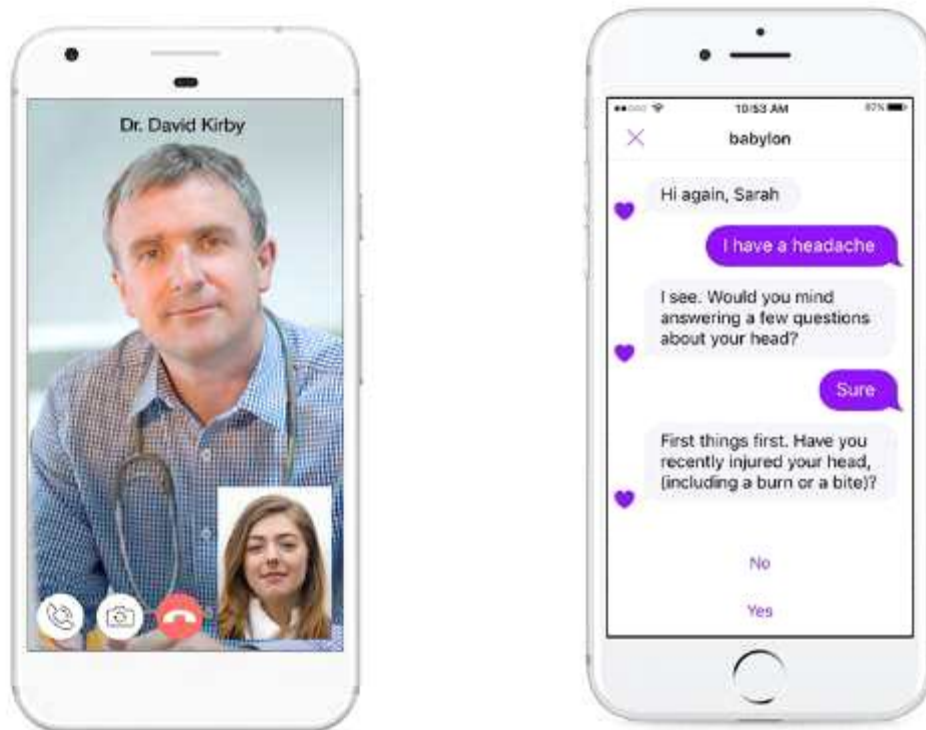 Dr. David Kirby
10:53 AM
87%
babylon
Hi again, Sarah
I have a headache
I see. Would you mind
answering a few questions
about your head?
Sure
First things first. Have you
recently injured your head,
(including a burn or a bite)?
No
Yes